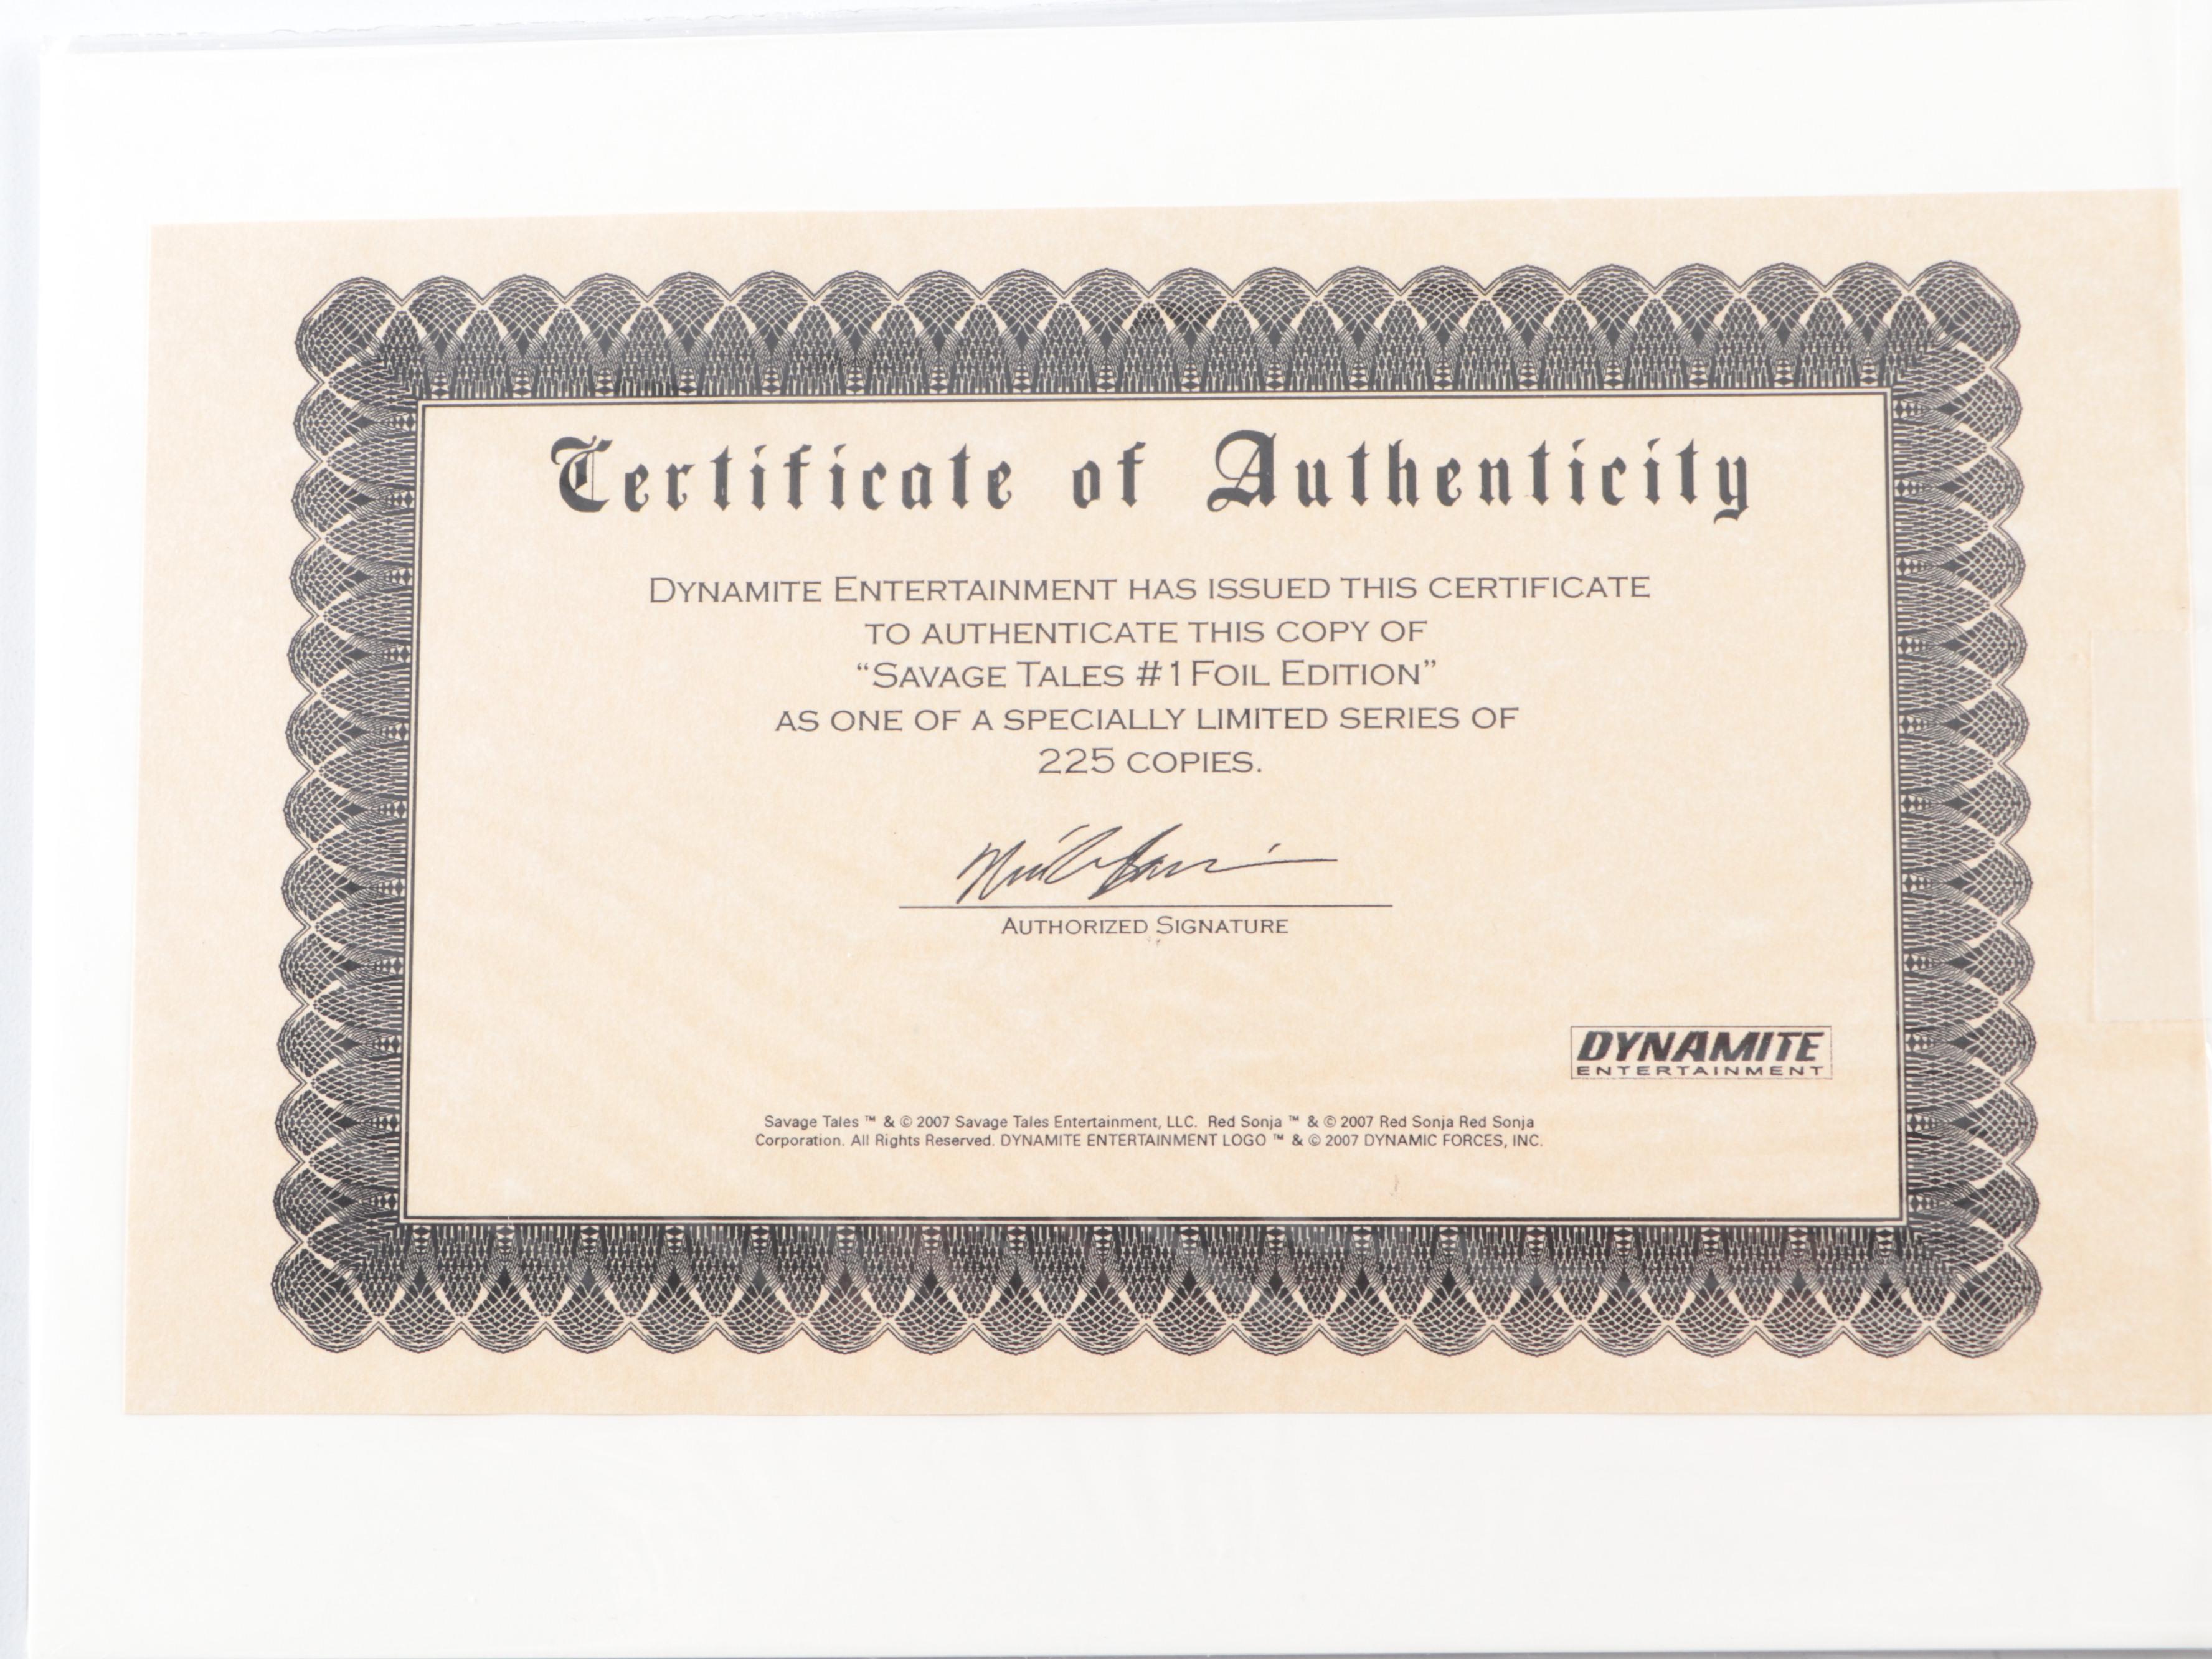 Certificate of Authenticity
DYNAMITE ENTERTAINMENT HAS ISSUED THIS CERTIFICATE
TO AUTHENTICATE THIS COPY OF
“SAVAGE TALES #1 FOIL EDITION”
AS ONE OF A SPECIALLY LIMITED SERIES OF
225 COPIES.
AUTHORIZED SIGNATURE
DYNAMITE
ENTERTAINMENT
Savage Tales ™ & © 2007 Savage Tales Entertainment, LLC. Red Sonja ™ & © 2007 Red Sonja Red Sonja
Corporation. All Rights Reserved. DYNAMITE ENTERTAINMENT LOGO ™ & © 2007 DYNAMIC FORCES, INC.